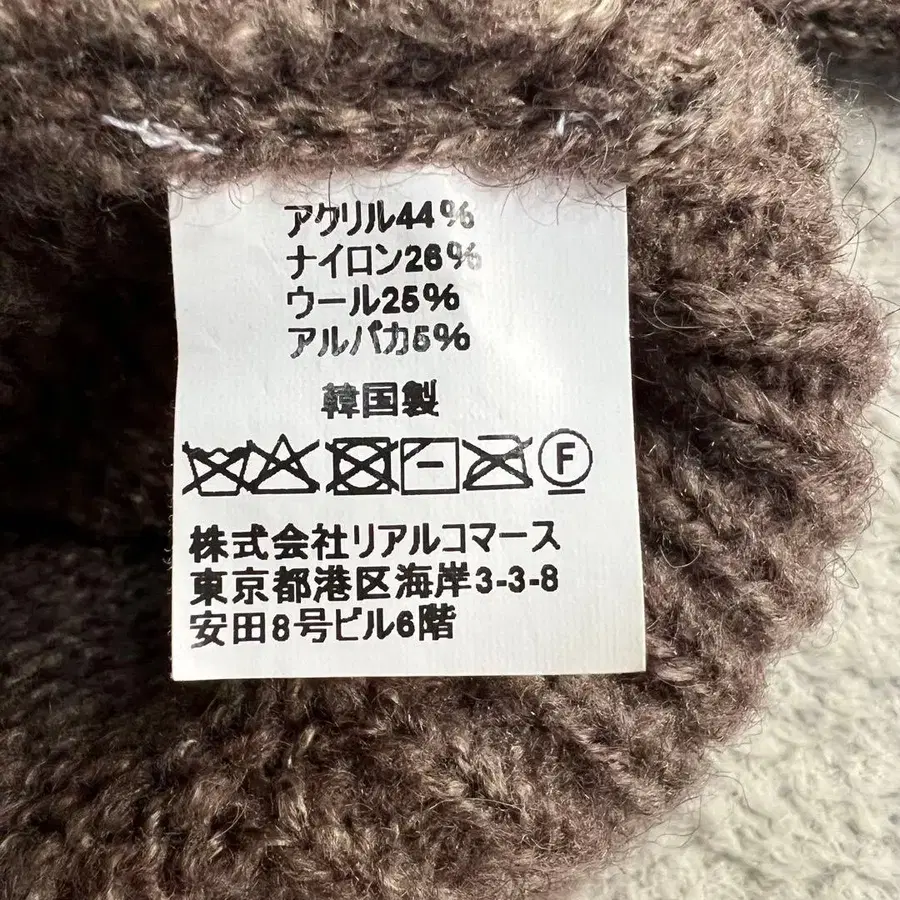 アクリル44%
ナイロン26%
ウール25%
アルパカ5%
韓国製
F
株式会社リアルコマース
東京都港区海岸3-3-8
安田8号ビル6階